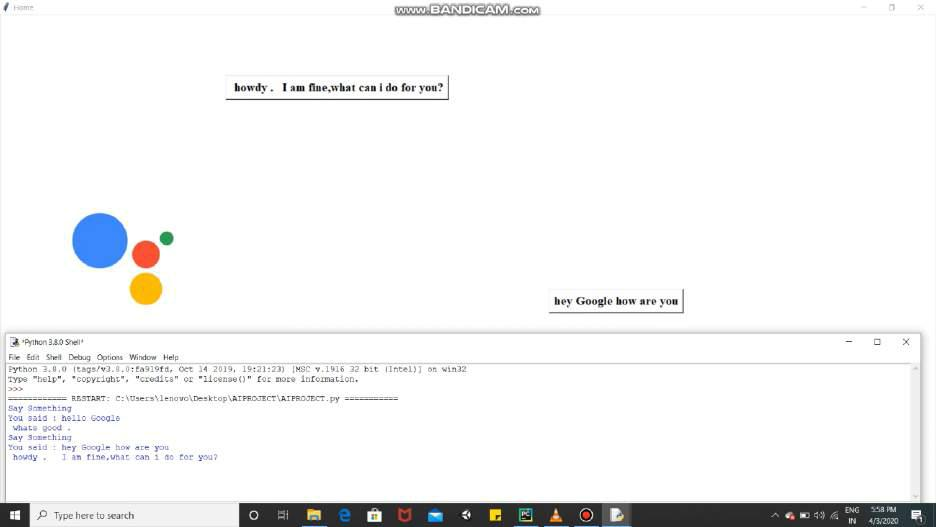 Home
www.BANDICAM.com
howdy .   I am fine,what can i do for you?
hey Google how are you
*Python 3.8.0 Shell*
File Edit Shell Debug Options Window Help
Python 3.8.0 (tags/v3.8.0:fa919fd, Oct 14 2019, 19:21:23) [MSC v.1916 32 bit (Intel)] on win32
Type "help", "copyright", "credits" or "license()" for more information.
>>>
============ RESTART: C:\Users\lenovo\Desktop\AIPROJECT\AIPROJECT.py ===========
Say Something
You said : hello Google
 whats good .
Say Something
You said : hey Google how are you
 howdy .   I am fine,what can i do for you?
Type here to search
PC
ENG
IN
5:58 PM
4/3/2020
1